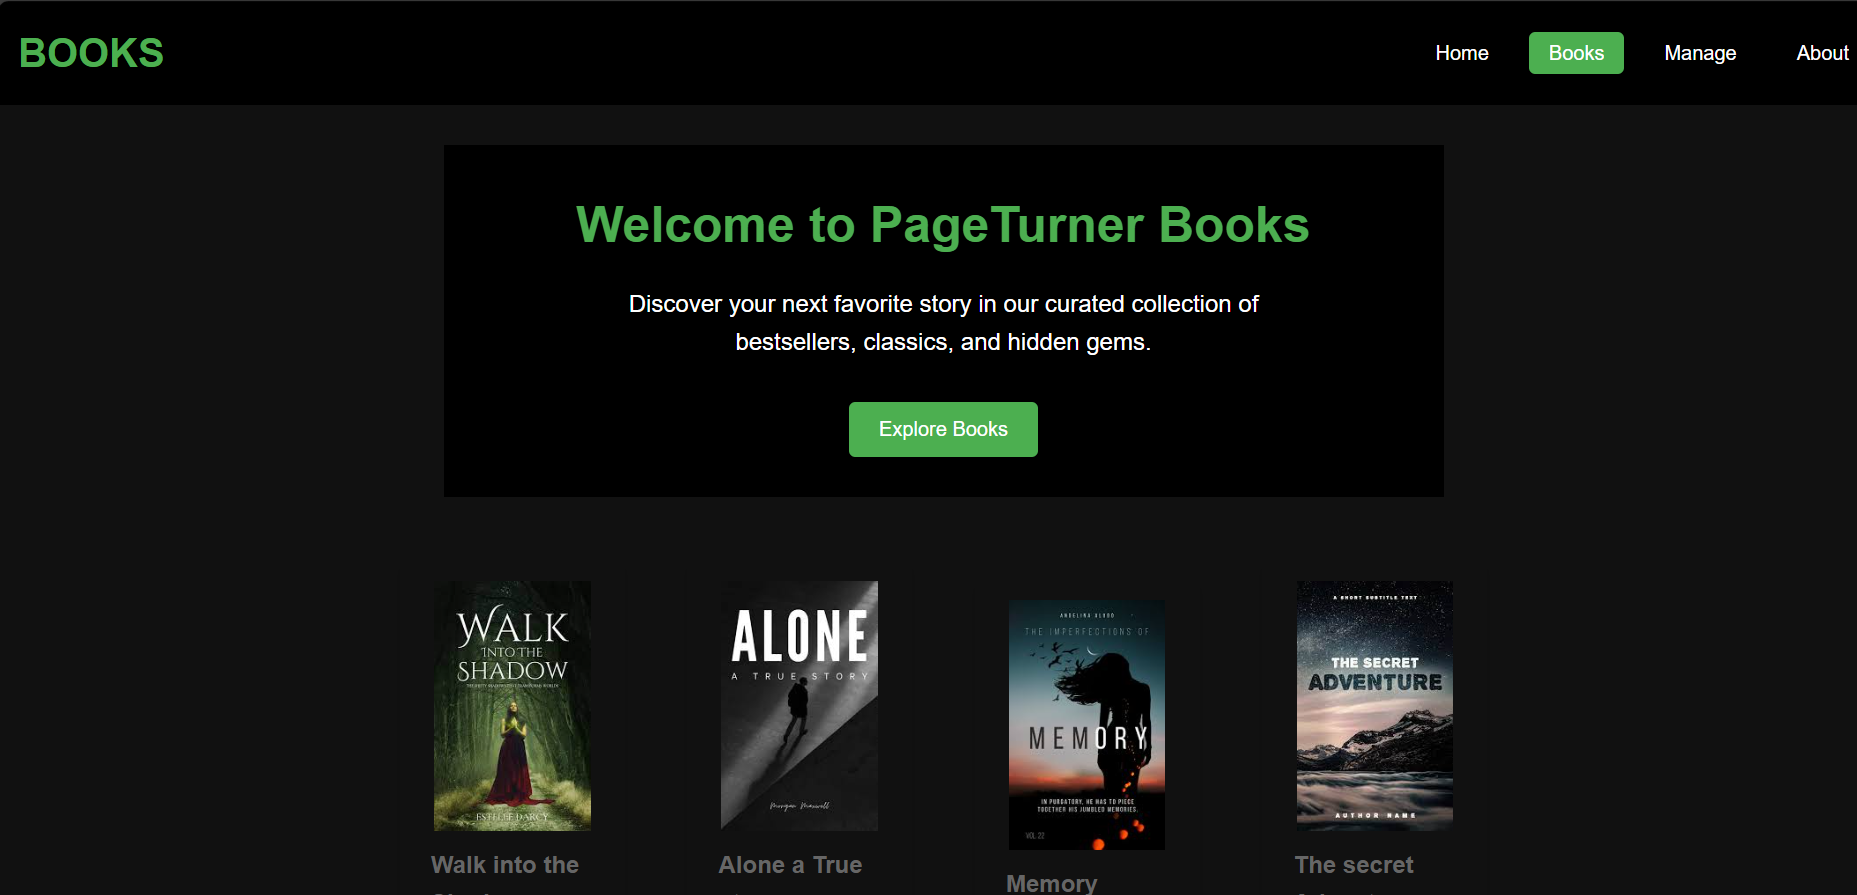 BOOKS
Home
Books
Manage
About
Welcome to PageTurner Books
Discover your next favorite story in our curated collection of
bestsellers, classics, and hidden gems.
Explore Books
WALK
INTO THE
SHADOW
ESTELLE DARCY
ALONE
A TRUE STORY
Morgan Maxwell
ANGELINA ALUDO
THE IMPERFECTIONS OF
MEMORY
IN PURGATORY, HE HAS TO PIECE
TOGETHER HIS JUMBLED MEMORIES.
VOL.22
A SHORT SUBTITLE TEXT
THE SECRET
ADVENTURE
AUTHOR NAME
Walk into the
Alone a True
Memory
The secret